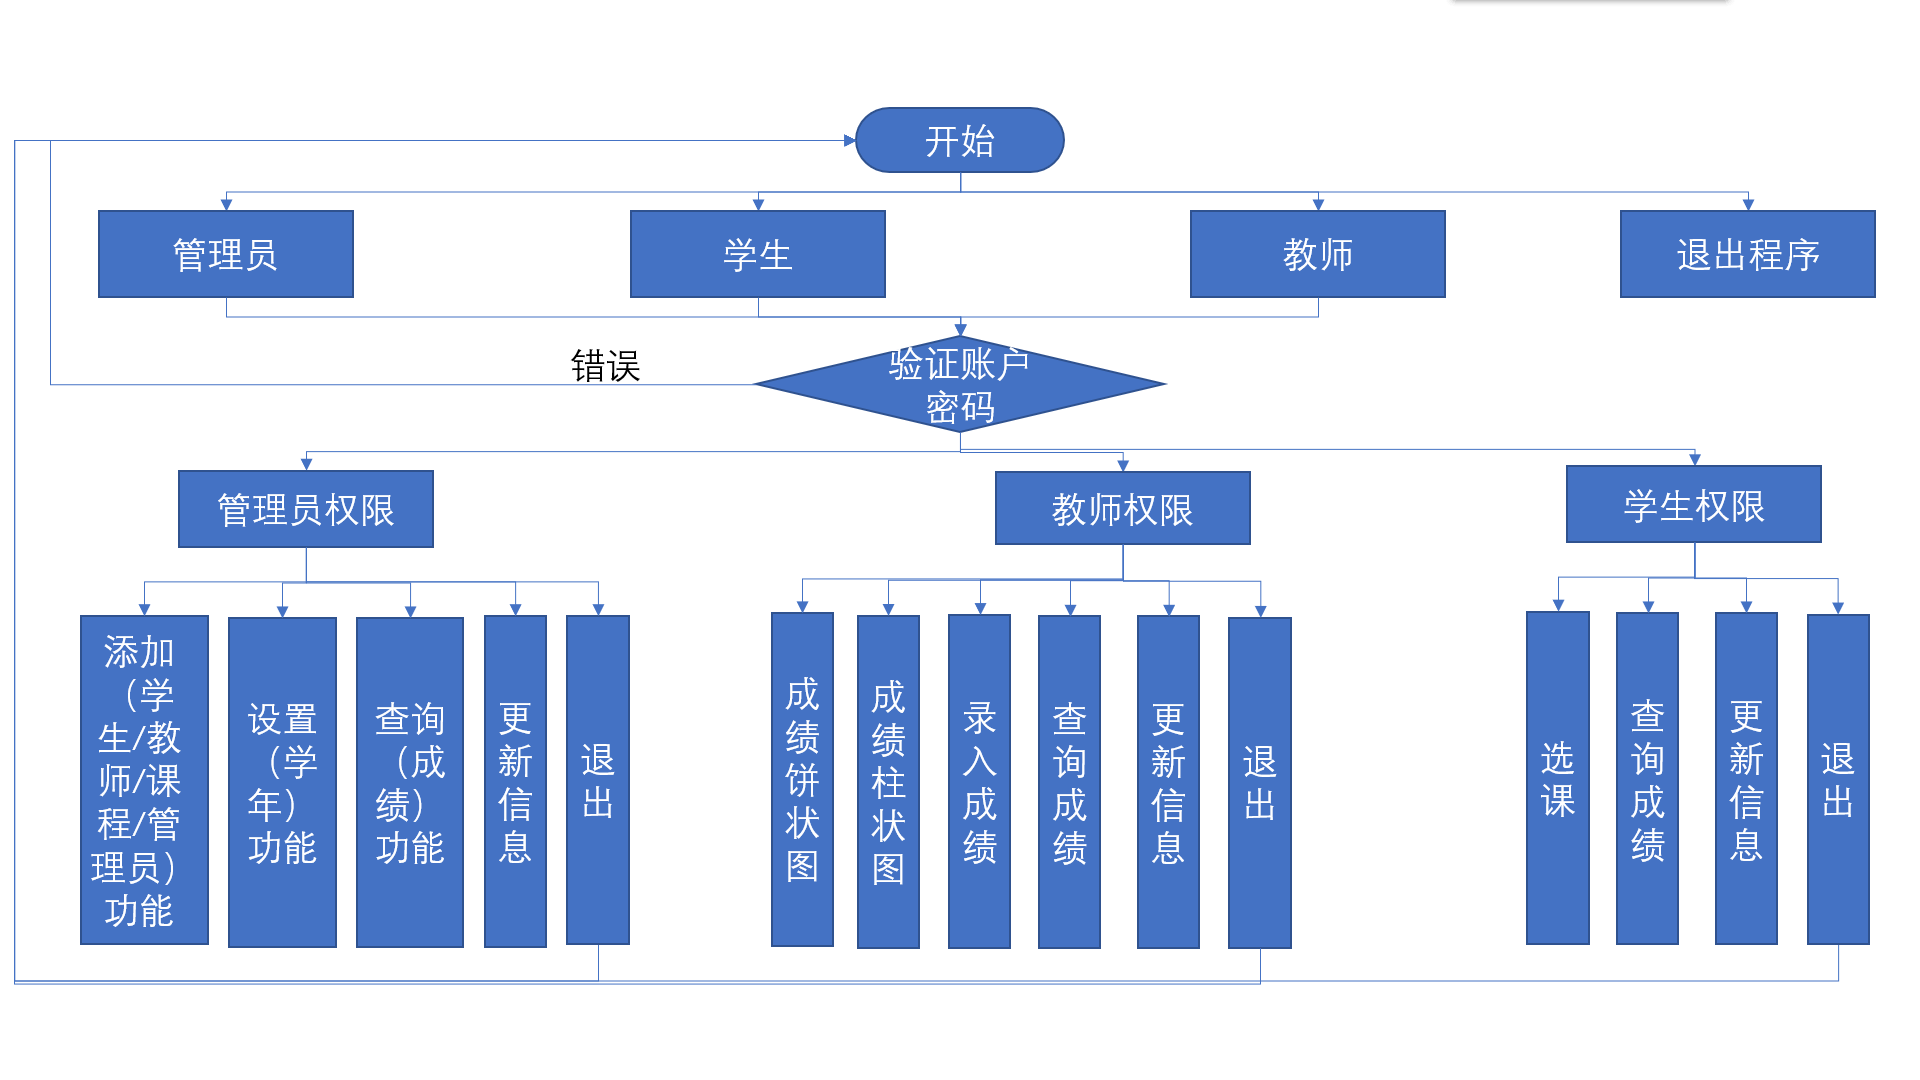 开始
管理员
学生
教师
退出程序
验证账户
密码
错误
管理员权限
教师权限
学生权限
添加
（学
生/教
师/课
程/管
理员）
功能
设置
（学
年）
功能
查询
（成
绩）
功能
更
新
信
息
退
出
成
绩
饼
状
图
成
绩
柱
状
图
录
入
成
绩
查
询
成
绩
更
新
信
息
退
出
选
课
查
询
成
绩
更
新
信
息
退
出